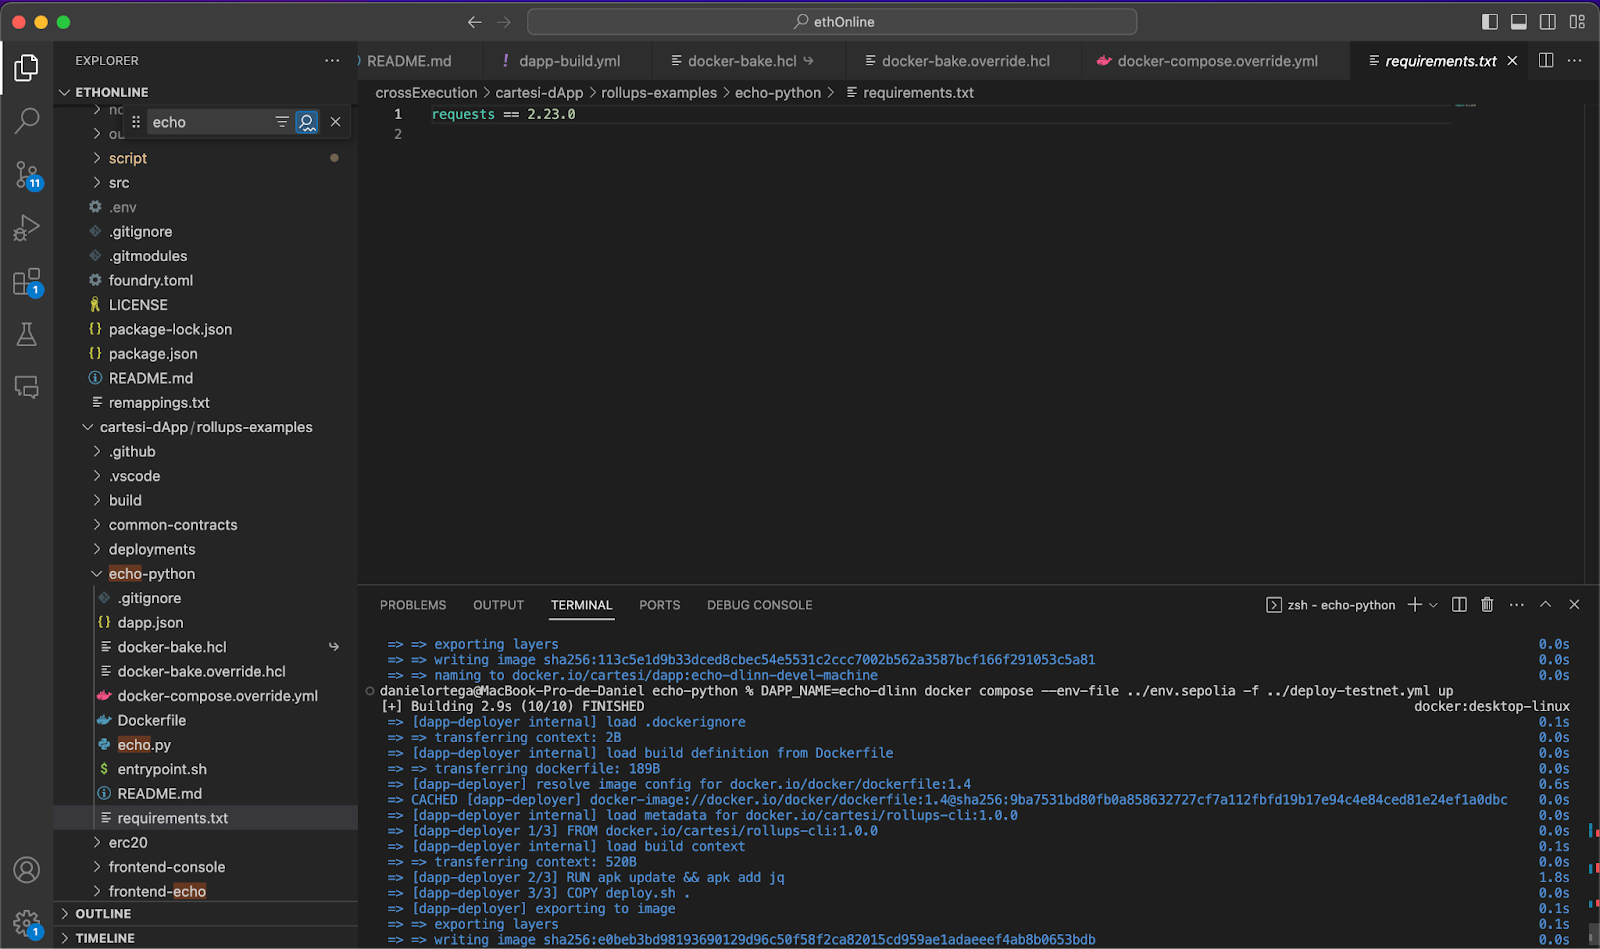 ethOnline
EXPLORER
README.md
dapp-build.yml
docker-bake.hcl
docker-bake.override.hcl
docker-compose.override.yml
requirements.txt
ETHONLINE
echo
crossExecution > cartesi-dApp > rollups-examples > echo-python > requirements.txt
1 requests == 2.23.0
2
script
src
.env
.gitignore
.gitmodules
foundry.toml
LICENSE
package-lock.json
package.json
README.md
remappings.txt
cartesi-dApp/rollups-examples
.github
.vscode
build
common-contracts
deployments
echo-python
.gitignore
dapp.json
docker-bake.hcl
docker-bake.override.hcl
docker-compose.override.yml
Dockerfile
echo.py
entrypoint.sh
README.md
requirements.txt
erc20
frontend-console
frontend-echo
OUTLINE
TIMELINE
11
1
1
PROBLEMS OUTPUT TERMINAL PORTS DEBUG CONSOLE
zsh - echo-python
=> => exporting layers 0.0s
=> => writing image sha256:113c5e1d9b33dced8cbec54e5531c2ccc7002b562a3587bcf166f291053c5a81 0.0s
=> => naming to docker.io/cartesi/dapp:echo-dlinn-devel-machine 0.0s
danielortega@MacBook-Pro-de-Daniel echo-python % DAPP_NAME=echo-dlinn docker compose --env-file ../env.sepolia -f ../deploy-testnet.yml up
[+] Building 2.9s (10/10) FINISHED docker:desktop-linux
=> [dapp-deployer internal] load .dockerignore 0.1s
=> => transferring context: 2B 0.0s
=> [dapp-deployer internal] load build definition from Dockerfile 0.0s
=> => transferring dockerfile: 189B 0.0s
=> [dapp-deployer] resolve image config for docker.io/docker/dockerfile:1.4 0.6s
=> CACHED [dapp-deployer] docker-image://docker.io/docker/dockerfile:1.4@sha256:9ba7531bd80fb0a858632727cf7a112fbfd19b17e94c4e84ced81e24ef1a0dbc 0.0s
=> [dapp-deployer internal] load metadata for docker.io/cartesi/rollups-cli:1.0.0 0.0s
=> [dapp-deployer 1/3] FROM docker.io/cartesi/rollups-cli:1.0.0 0.0s
=> [dapp-deployer internal] load build context 0.1s
=> => transferring context: 520B 0.0s
=> [dapp-deployer 2/3] RUN apk update && apk add jq 1.8s
=> [dapp-deployer 3/3] COPY deploy.sh . 0.0s
=> [dapp-deployer] exporting to image 0.1s
=> => exporting layers 0.1s
=> => writing image sha256:e0beb3bd98193690129d96c50f58f2ca82015cd959ae1adaeeef4ab8b0653bdb 0.0s